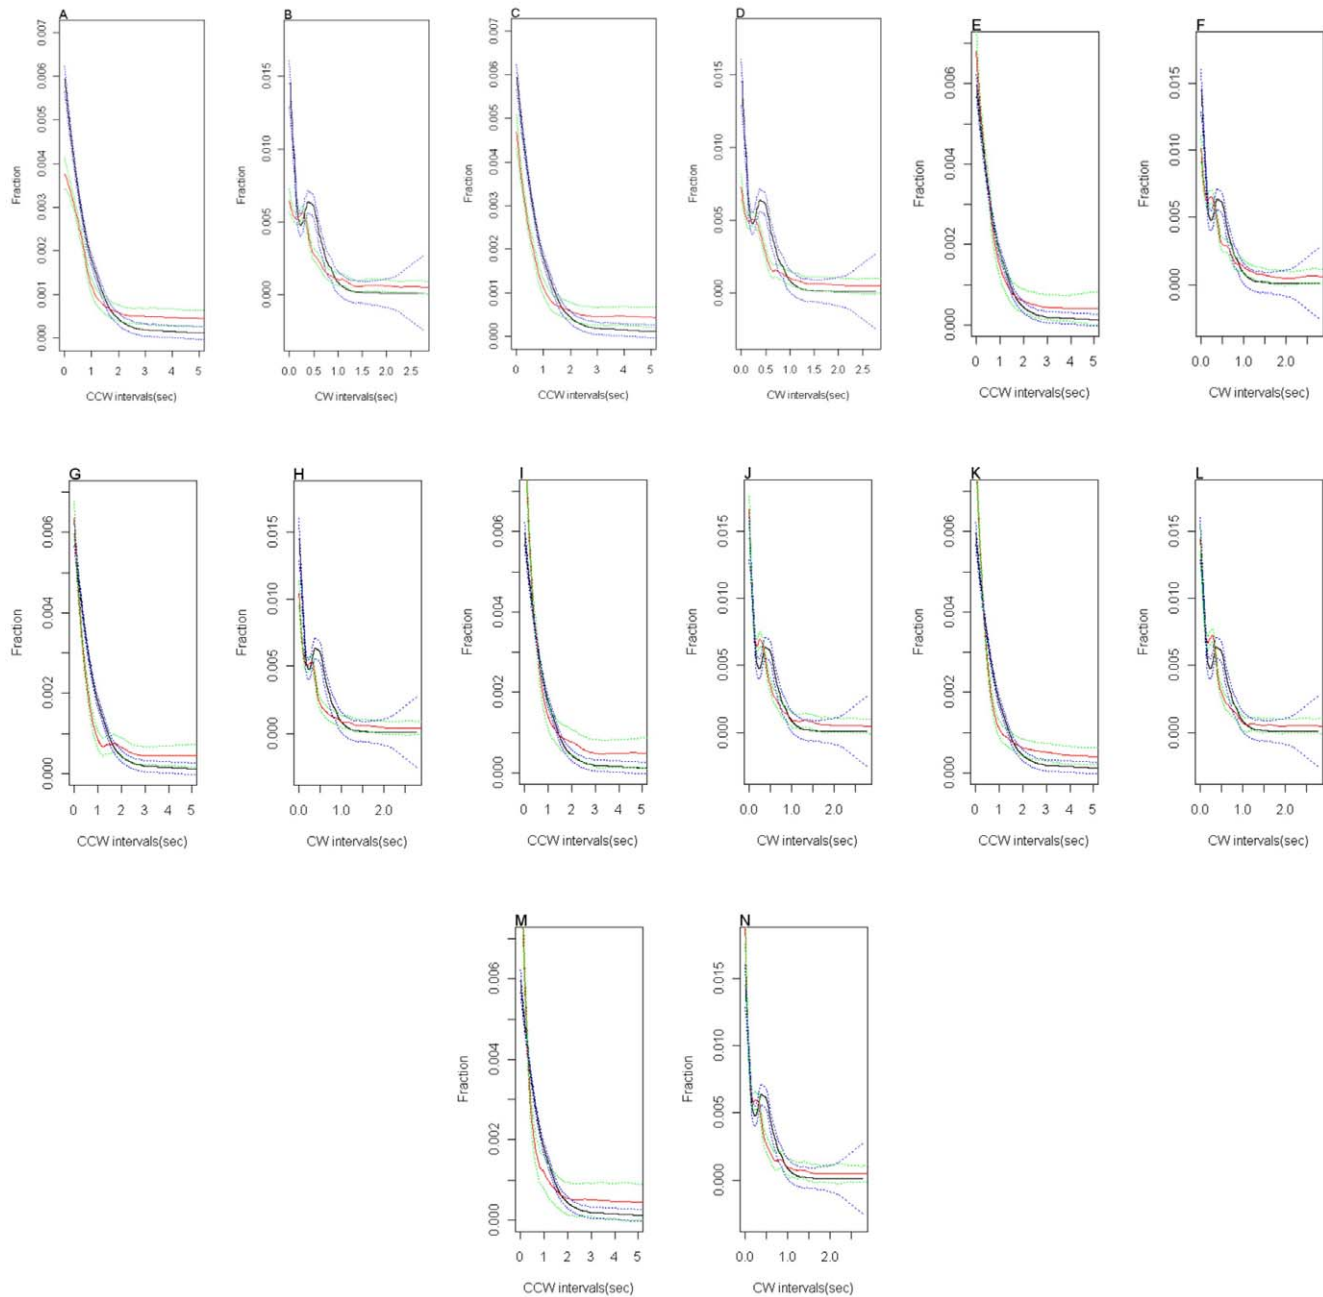 A B C D E F
0.007 0.006 0.005 0.004 0.003 0.002 0.001 0.000
Fraction
0 1 2 3 4 5
CCW intervals(sec)
0.015 0.010 0.005 0.000
Fraction
0.0 0.5 1.0 1.5 2.0 2.5
CW intervals(sec)
0.007 0.006 0.005 0.004 0.003 0.002 0.001 0.000
Fraction
0 1 2 3 4 5
CCW intervals(sec)
0.015 0.010 0.005 0.000
Fraction
0.0 0.5 1.0 1.5 2.0 2.5
CW intervals(sec)
0.006 0.004 0.002 0.000
Fraction
0 1 2 3 4 5
CCW intervals(sec)
0.015 0.010 0.005 0.000
Fraction
0.0 1.0 2.0
CW intervals(sec)
G H I J K L
0.006 0.004 0.002 0.000
Fraction
0 1 2 3 4 5
CCW intervals(sec)
0.015 0.010 0.005 0.000
Fraction
0.0 1.0 2.0
CW intervals(sec)
0.006 0.004 0.002 0.000
Fraction
0 1 2 3 4 5
CCW intervals(sec)
0.015 0.010 0.005 0.000
Fraction
0.0 1.0 2.0
CW intervals(sec)
0.006 0.004 0.002 0.000
Fraction
0 1 2 3 4 5
CCW intervals(sec)
0.015 0.010 0.005 0.000
Fraction
0.0 1.0 2.0
CW intervals(sec)
M N
0.006 0.004 0.002 0.000
Fraction
0 1 2 3 4 5
CCW intervals(sec)
0.015 0.010 0.005 0.000
Fraction
0.0 1.0 2.0
CW intervals(sec)